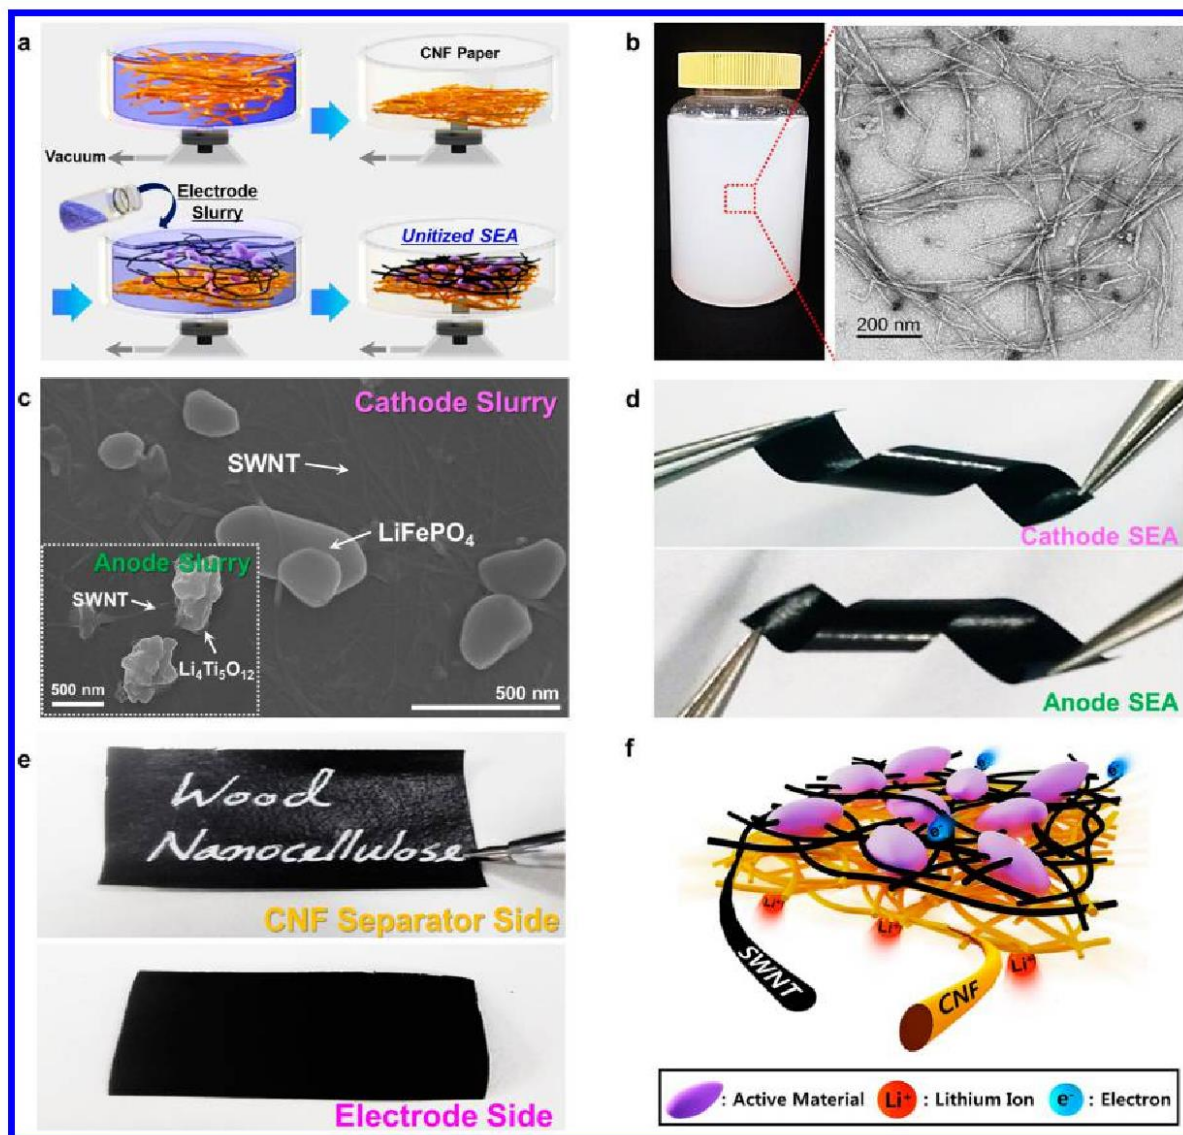 a
CNF Paper
Vacuum
Electrode
Slurry
Unitized SEA
b
200 nm
c
Cathode Slurry
SWNT
LiFePO4
Anode Slurry
SWNT
Li4Ti5O12
500 nm
500 nm
d
Cathode SEA
Anode SEA
e
Wood
Nanocellulose
CNF Separator Side
Electrode Side
f
e-
e-
e-
Li+
Li+
Li+
SWNT
CNF
: Active Material
Li+ : Lithium Ion
e- : Electron